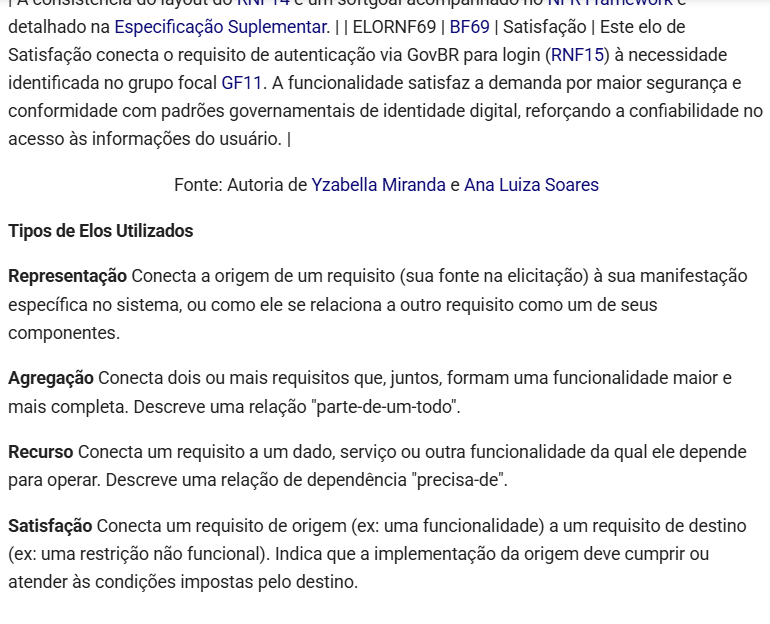 | A consistência do layout do RNF14 é um softgoal acompanhado no NFR Framework e
detalhado na Especificação Suplementar. | | ELORNF69 | BF69 | Satisfação | Este elo de
Satisfação conecta o requisito de autenticação via GovBR para login (RNF15) à necessidade
identificada no grupo focal GF11. A funcionalidade satisfaz a demanda por maior segurança e
conformidade com padrões governamentais de identidade digital, reforçando a confiabilidade no
acesso às informações do usuário. |
Fonte: Autoria de Yzabella Miranda e Ana Luiza Soares
Tipos de Elos Utilizados
Representação Conecta a origem de um requisito (sua fonte na elicitação) à sua manifestação
específica no sistema, ou como ele se relaciona a outro requisito como um de seus
componentes.
Agregação Conecta dois ou mais requisitos que, juntos, formam uma funcionalidade maior e
mais completa. Descreve uma relação "parte-de-um-todo".
Recurso Conecta um requisito a um dado, serviço ou outra funcionalidade da qual ele depende
para operar. Descreve uma relação de dependência "precisa-de".
Satisfação Conecta um requisito de origem (ex: uma funcionalidade) a um requisito de destino
(ex: uma restrição não funcional). Indica que a implementação da origem deve cumprir ou
atender às condições impostas pelo destino.